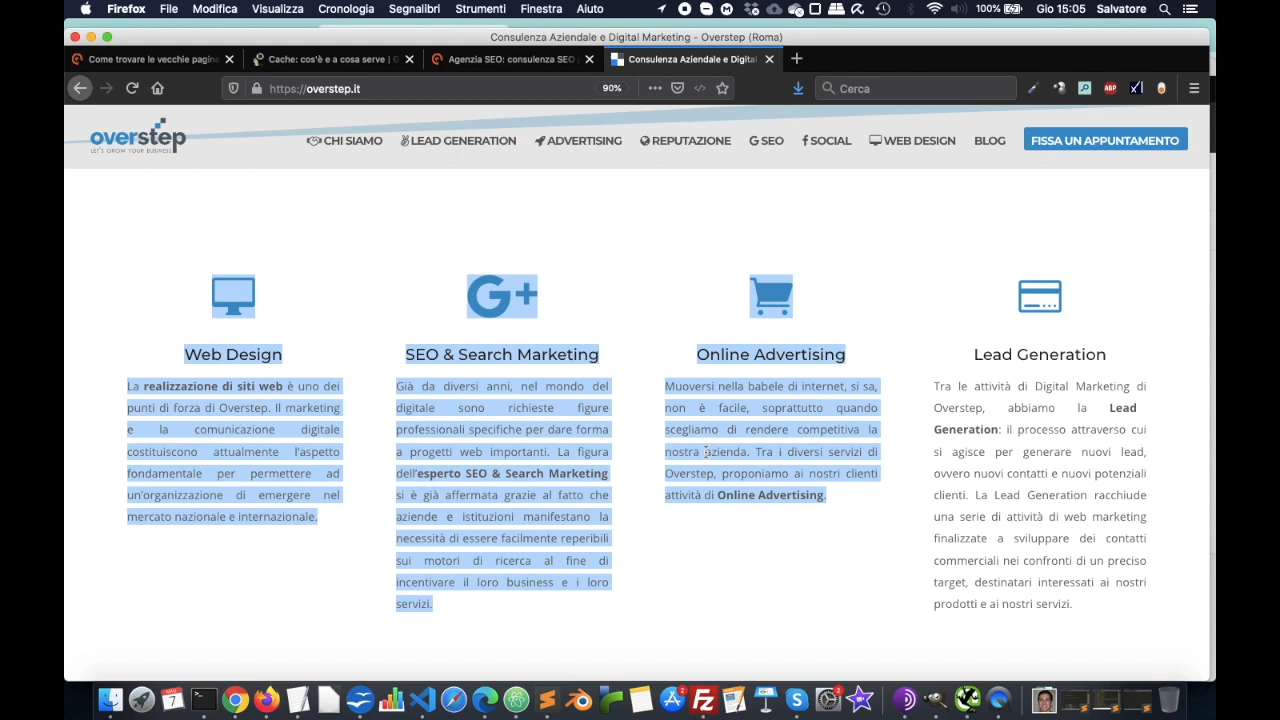 Firefox File Modifica Visualizza Cronologia Segnalibri Strumenti Finestra Aiuto 100% Gio 15:05 Salvatore
Consulenza Aziendale e Digital Marketing - Overstep (Roma)
Come trovare le vecchie pagine Cache: cos'è e a cosa serve | Agenzia SEO: consulenza SEO Consulenza Aziendale e Digital
https://overstep.it 90% Cerca
overstep
LET'S GROW YOUR BUSINESS
CHI SIAMO LEAD GENERATION ADVERTISING REPUTAZIONE SEO SOCIAL WEB DESIGN BLOG FISSA UN APPUNTAMENTO
G+
Web Design
La realizzazione di siti web è uno dei
punti di forza di Overstep. Il marketing
e la comunicazione digitale
costituiscono attualmente l'aspetto
fondamentale per permettere ad
un'organizzazione di emergere nel
mercato nazionale e internazionale.
SEO & Search Marketing
Già da diversi anni, nel mondo del
digitale sono richieste figure
professionali specifiche per dare forma
a progetti web importanti. La figura
dell'esperto SEO & Search Marketing
si è già affermata grazie al fatto che
aziende e istituzioni manifestano la
necessità di essere facilmente reperibili
sui motori di ricerca al fine di
incentivare il loro business e i loro
servizi.
Online Advertising
Muoversi nella babele di internet, si sa,
non è facile, soprattutto quando
scegliamo di rendere competitiva la
nostra azienda. Tra i diversi servizi di
Overstep, proponiamo ai nostri clienti
attività di Online Advertising.
Lead Generation
Tra le attività di Digital Marketing di
Overstep, abbiamo la Lead
Generation: il processo attraverso cui
si agisce per generare nuovi lead,
ovvero nuovi contatti e nuovi potenziali
clienti. La Lead Generation racchiude
una serie di attività di web marketing
finalizzate a sviluppare dei contatti
commerciali nei confronti di un preciso
target, destinatari interessati ai nostri
prodotti e ai nostri servizi.